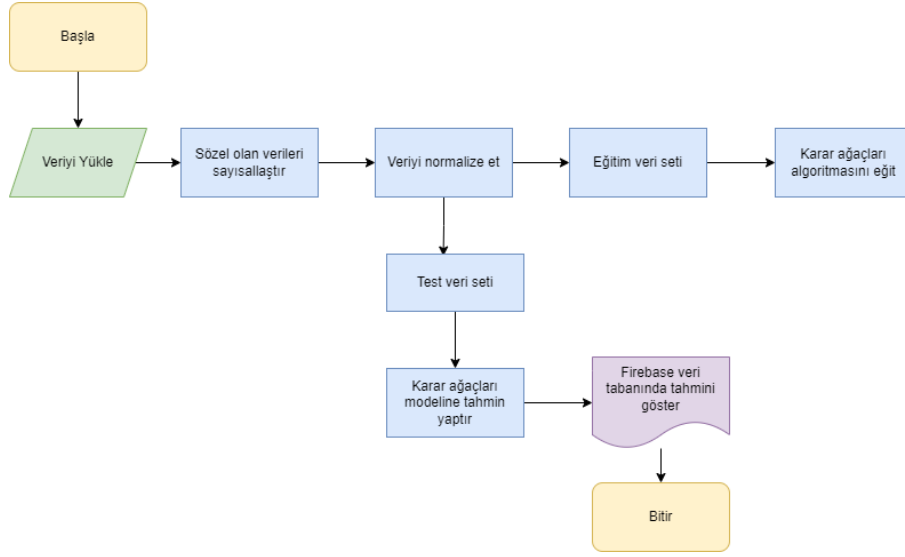 Başla
Veriyi Yükle
Sözel olan verileri
sayısallaştır
Veriyi normalize et
Eğitim veri seti
Karar ağaçları
algoritmasını eğit
Test veri seti
Karar ağaçları
modeline tahmin
yaptır
Firebase veri
tabanında tahmini
göster
Bitir